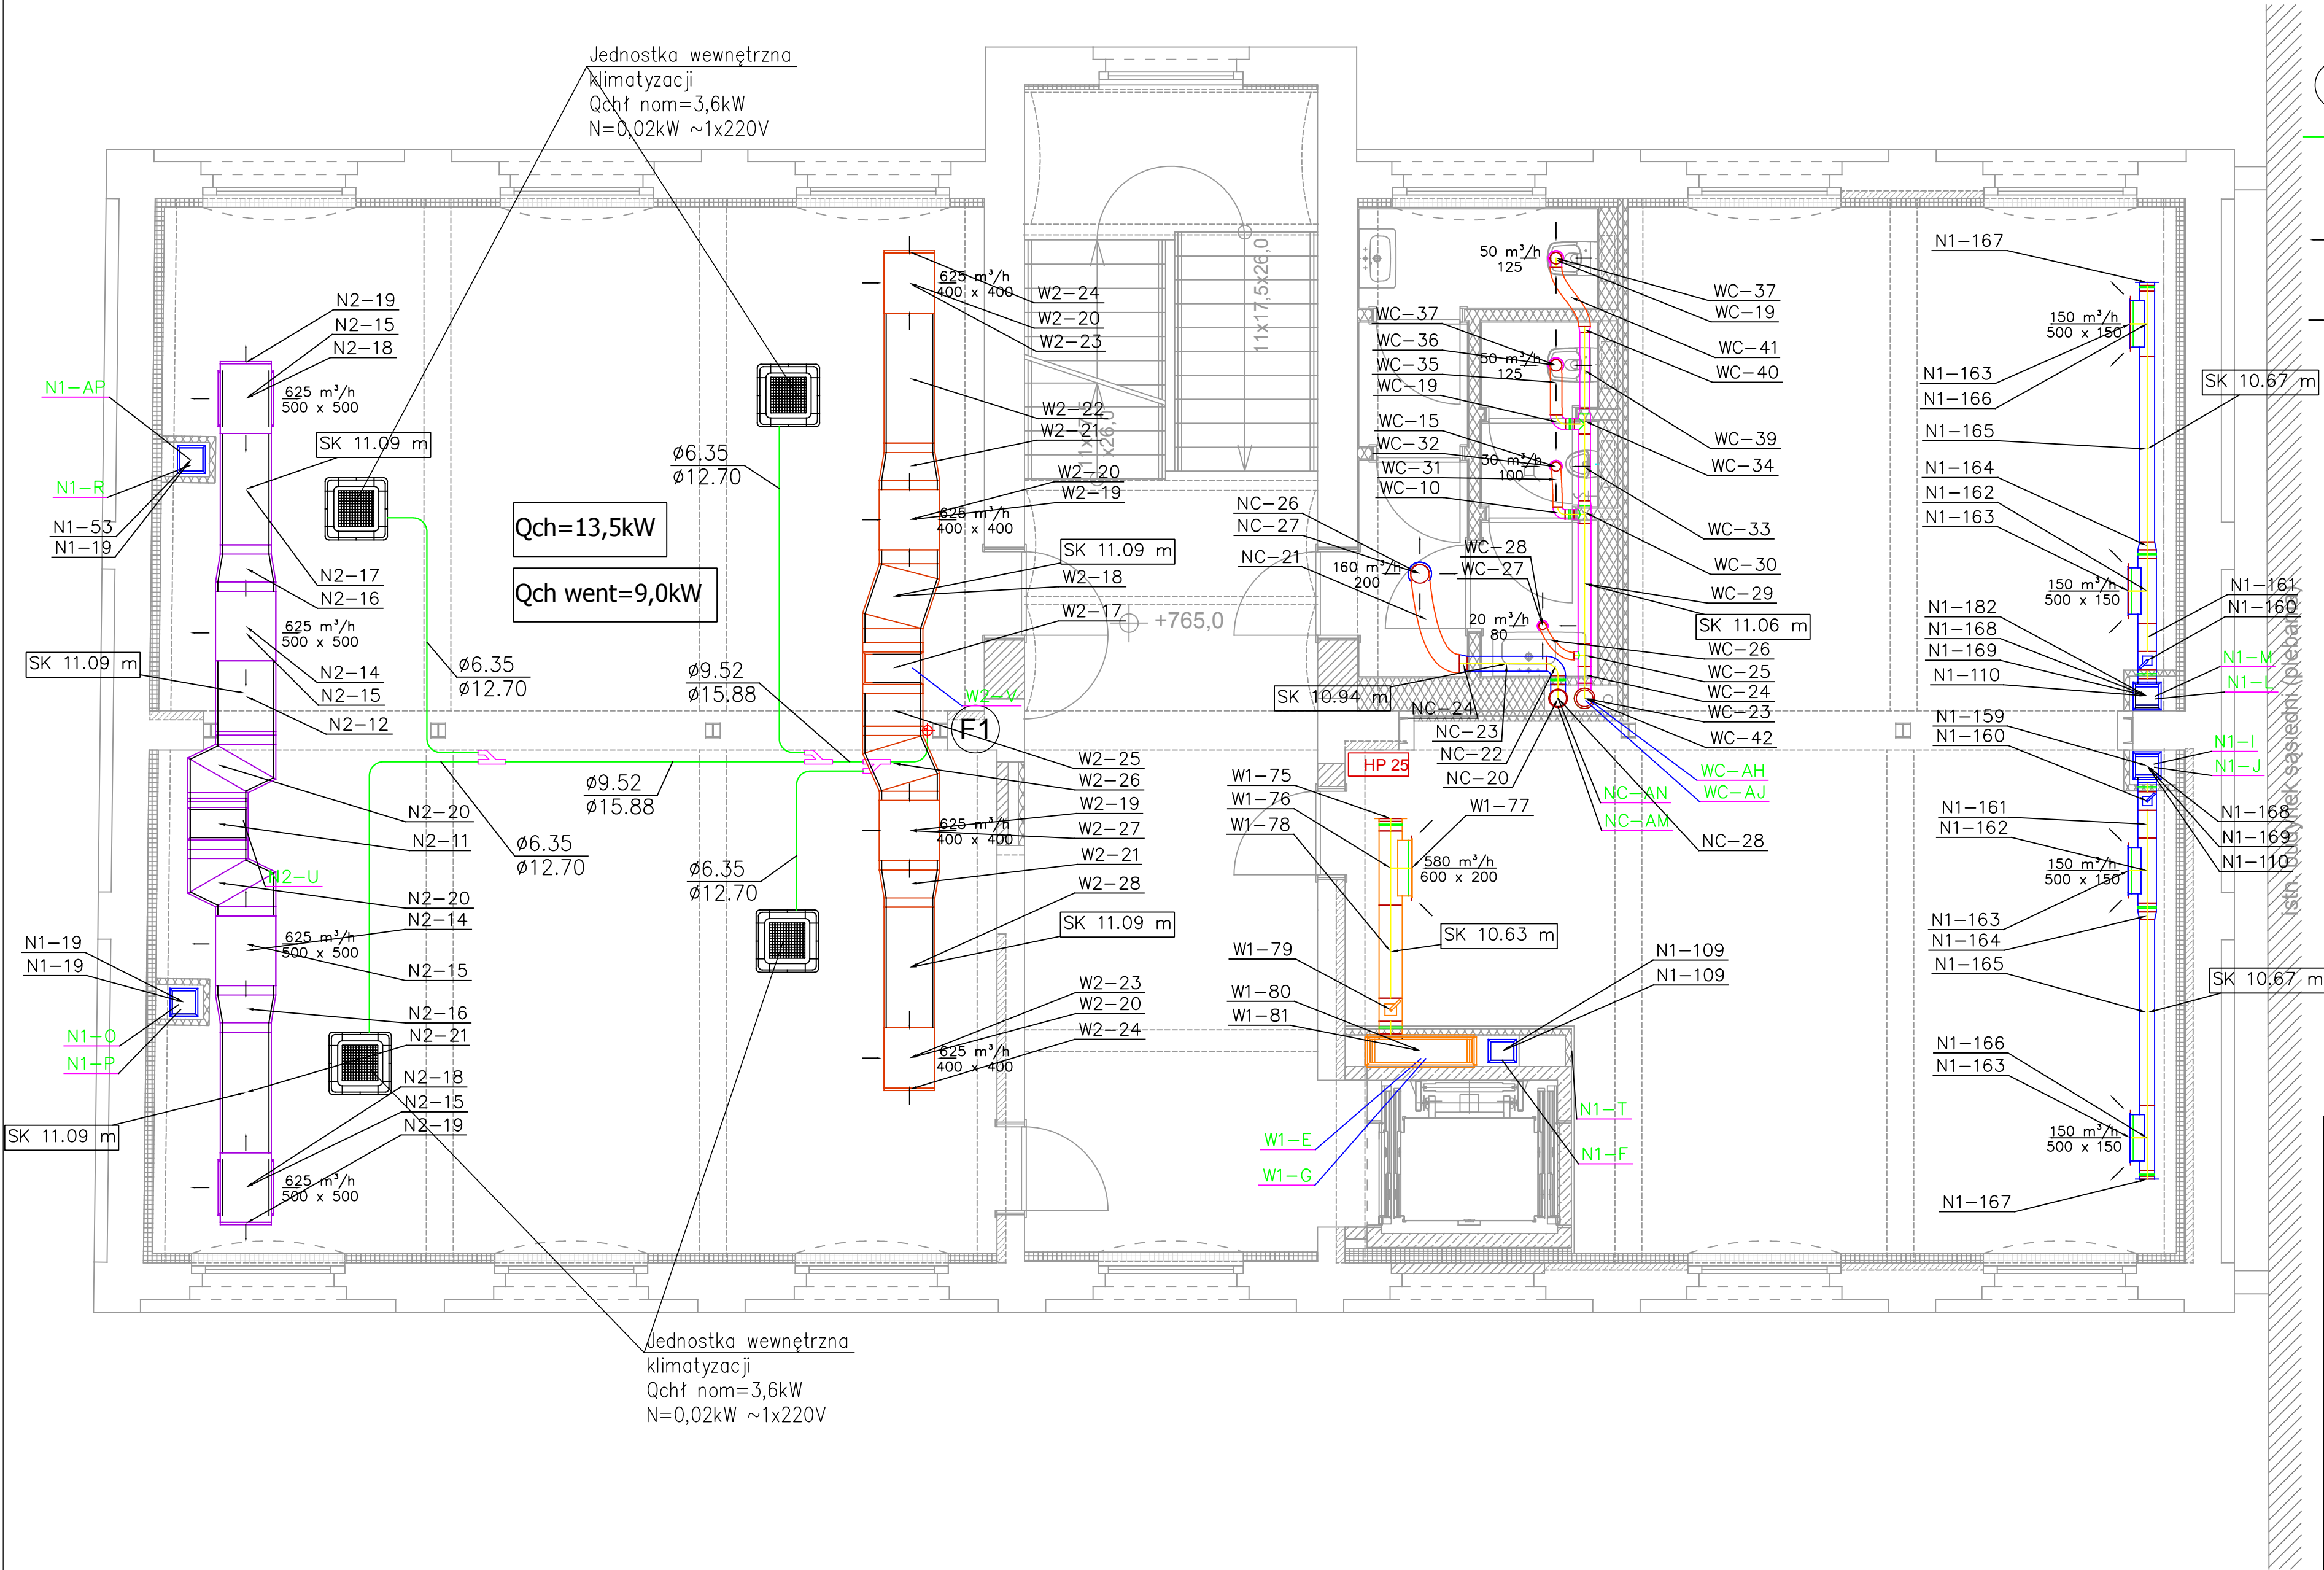 Jednostka wewnętrzna
klimatyzacji
Qchł nom=3,6kW
N=0,02kW ~1x220V
N2-19
N2-15
N2-18
N1-AP
625 m³/h
500 x 500
SK 11.09 m
N1-R
N1-53
N1-19
N2-17
N2-16
625 m³/h
500 x 500
SK 11.09 m
N2-14
N2-15
N2-12
N2-20
N2-11
N2-U
N2-20
N2-14
625 m³/h
500 x 500
N2-15
N1-19
N1-19
N1-O
N1-P
N2-16
N2-21
N2-18
N2-15
N2-19
SK 11.09 m
625 m³/h
500 x 500
Qch=13,5kW
Qch went=9,0kW
ø6.35
ø12.70
ø6.35
ø12.70
ø9.52
ø15.88
ø9.52
ø15.88
ø6.35
ø12.70
ø6.35
ø12.70
Jednostka wewnętrzna
klimatyzacji
Qchł nom=3,6kW
N=0,02kW ~1x220V
625 m³/h
400 x 400
W2-24
W2-20
W2-23
W2-22
W2-21
W2-20
W2-19
625 m³/h
400 x 400
SK 11.09 m
W2-18
W2-17
W2-V
F1
W2-25
W2-26
W2-19
W2-27
625 m³/h
400 x 400
W2-21
W2-28
SK 11.09 m
W2-23
W2-20
W2-24
625 m³/h
400 x 400
11x17,5x26,0
+765,0
50 m³/h
125
WC-37
WC-19
WC-41
WC-40
WC-37
WC-36
WC-35
WC-19
50 m³/h
125
WC-15
WC-32
WC-31
WC-10
30 m³/h
100
WC-39
WC-34
WC-33
WC-30
WC-29
SK 11.06 m
WC-26
WC-25
WC-24
WC-23
WC-42
NC-26
NC-27
NC-21
160 m³/h
200
WC-28
WC-27
20 m³/h
80
SK 10.94 m
NC-24
NC-23
NC-22
NC-20
WC-AH
WC-AJ
NC-AN
NC-AM
NC-28
HP 25
W1-75
W1-76
W1-78
W1-77
580 m³/h
600 x 200
SK 10.63 m
W1-79
W1-80
W1-81
N1-109
N1-109
W1-E
W1-G
N1-T
N1-F
N1-167
150 m³/h
500 x 150
N1-163
N1-166
SK 10.67 m
N1-165
N1-164
N1-162
N1-163
150 m³/h
500 x 150
N1-161
N1-160
N1-182
N1-168
N1-169
N1-110
N1-M
N1-L
N1-159
N1-160
N1-I
N1-J
N1-161
N1-162
N1-168
N1-169
N1-110
150 m³/h
500 x 150
N1-163
N1-164
N1-165
SK 10.67 m
N1-166
N1-163
150 m³/h
500 x 150
N1-167
istn. budynek sąsiedni plebania